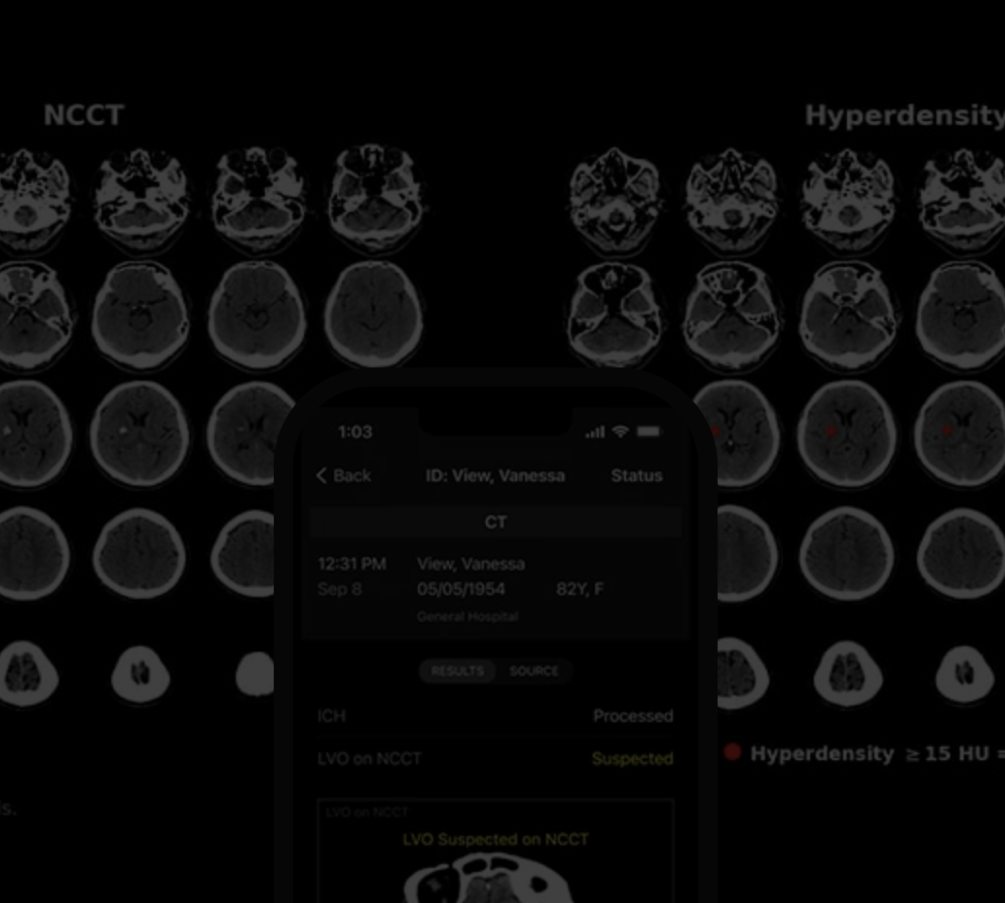 NCCT
Hyperdensity
1:03
Back
ID: View, Vanessa
Status
CT
12:31 PM
View, Vanessa
Sep 8
05/05/1954
82Y, F
General Hospital
RESULTS
SOURCE
ICH
Processed
LVO on NCCT
Suspected
Hyperdensity ≥ 15 HU =
is.
LVO on NCCT
LVO Suspected on NCCT